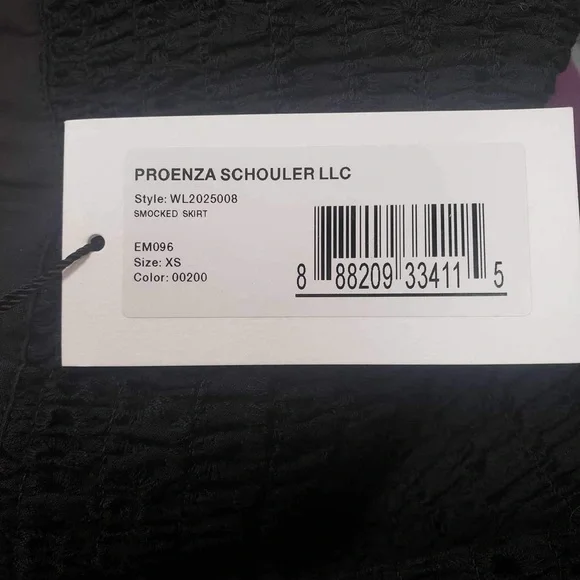 PROENZA SCHOULER LLC
Style: WL2025008
SMOCKED SKIRT
EM096
Size: XS
Color: 00200
8 88209 33411 5